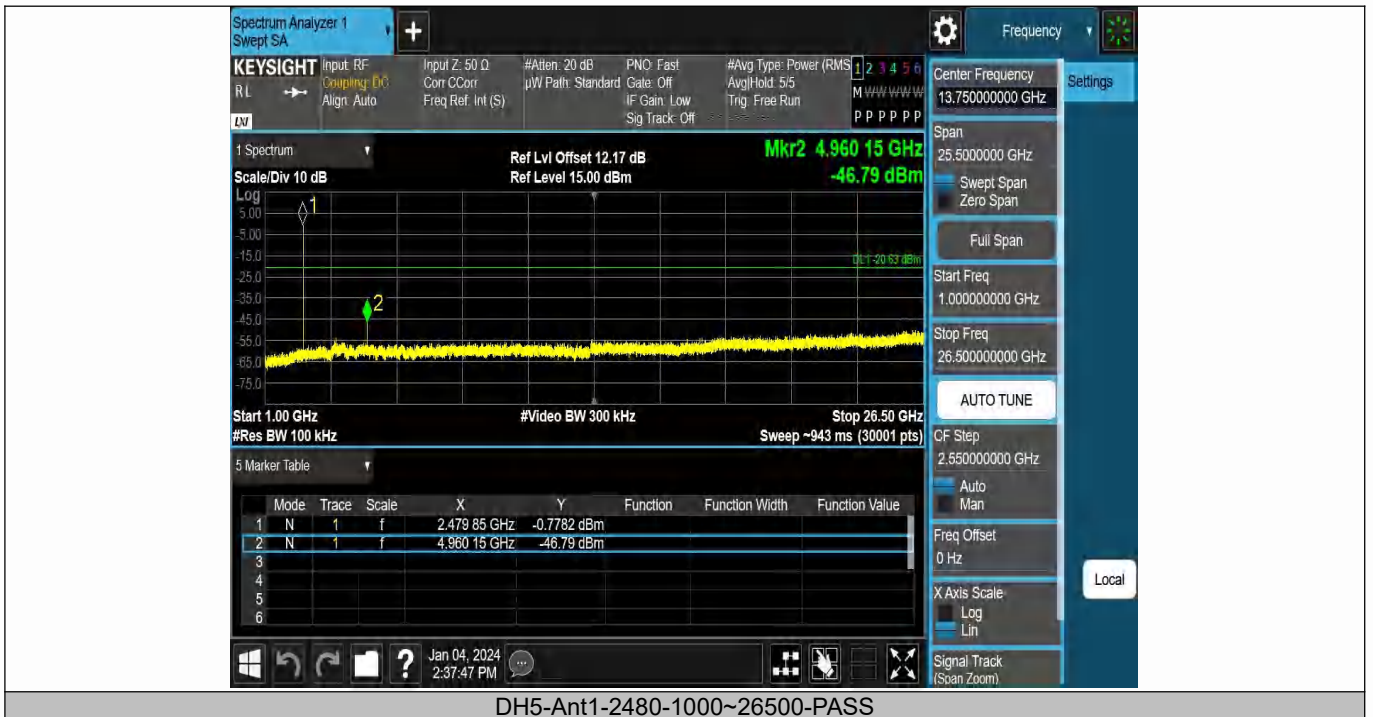 Spectrum Analyzer 1
Swept SA
+
Frequency
KEYSIGHT
RL
LXI
Input: RF
Coupling: DC
Align: Auto
Input Z: 50 Ω
Corr CCorr
Freq Ref: Int (S)
#Atten: 20 dB
µW Path: Standard
PNO: Fast
Gate: Off
IF Gain: Low
Sig Track: Off
#Avg Type: Power (RMS
Avg|Hold: 5/5
Trig: Free Run
1 2 3 4 5 6
M W W W W W
P P P P P P
Center Frequency
13.750000000 GHz
Settings
Span
25.5000000 GHz
Swept Span
Zero Span
Full Span
Start Freq
1.000000000 GHz
Stop Freq
26.500000000 GHz
AUTO TUNE
CF Step
2.550000000 GHz
Auto
Man
Freq Offset
0 Hz
X Axis Scale
Log
Lin
Signal Track
(Span Zoom)
Local
1 Spectrum
Scale/Div 10 dB
Ref Lvl Offset 12.17 dB
Ref Level 15.00 dBm
Mkr2 4.960 15 GHz
-46.79 dBm
Log
5.00
-5.00
-15.0
-25.0
-35.0
-45.0
-55.0
-65.0
-75.0
1
2
DL1 -20.63 dBm
Start 1.00 GHz
#Video BW 300 kHz
Stop 26.50 GHz
#Res BW 100 kHz
Sweep ~943 ms (30001 pts)
5 Marker Table
Mode Trace Scale X Y Function Function Width Function Value
1 N 1 f 2.479 85 GHz -0.7782 dBm
2 N 1 f 4.960 15 GHz -46.79 dBm
3
4
5
6
?
Jan 04, 2024
2:37:47 PM
DH5-Ant1-2480-1000~26500-PASS